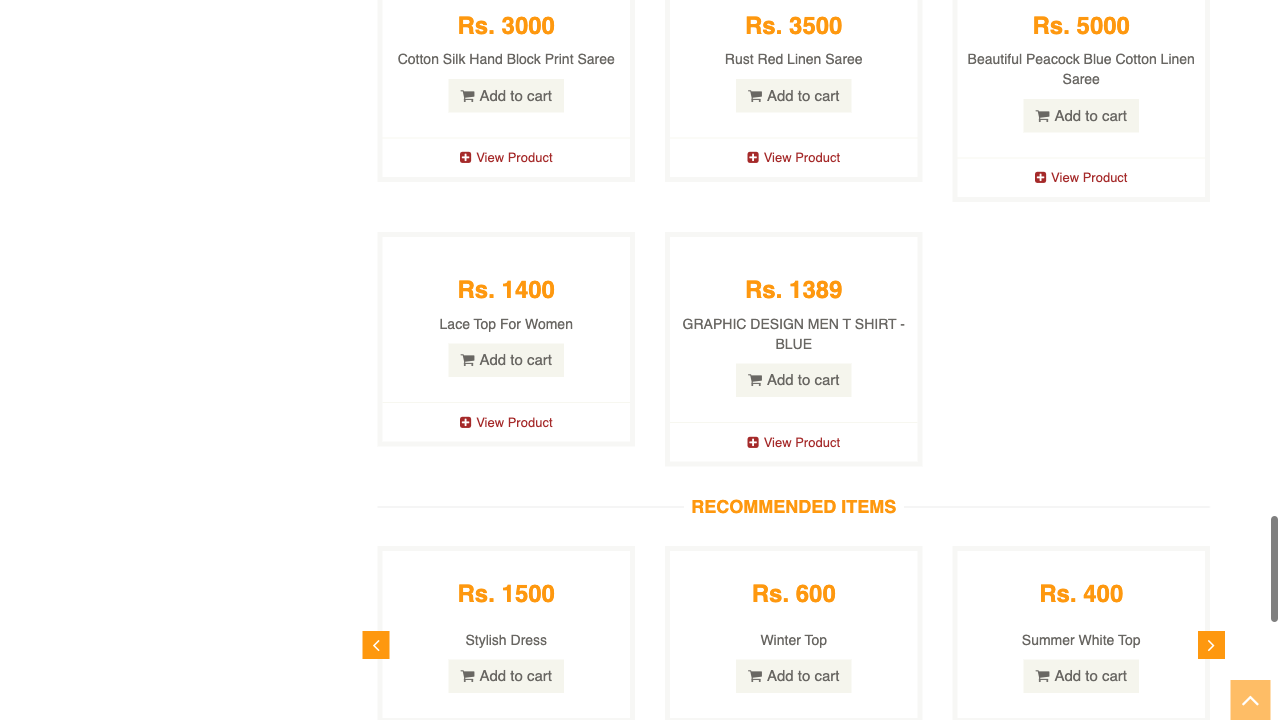 Rs. 3000
Cotton Silk Hand Block Print Saree
Add to cart
View Product
Rs. 3500
Rust Red Linen Saree
Add to cart
View Product
Rs. 5000
Beautiful Peacock Blue Cotton Linen
Saree
Add to cart
View Product
Rs. 1400
Lace Top For Women
Add to cart
View Product
Rs. 1389
GRAPHIC DESIGN MEN T SHIRT -
BLUE
Add to cart
View Product
RECOMMENDED ITEMS
Rs. 1500
Stylish Dress
Add to cart
Rs. 600
Winter Top
Add to cart
Rs. 400
Summer White Top
Add to cart